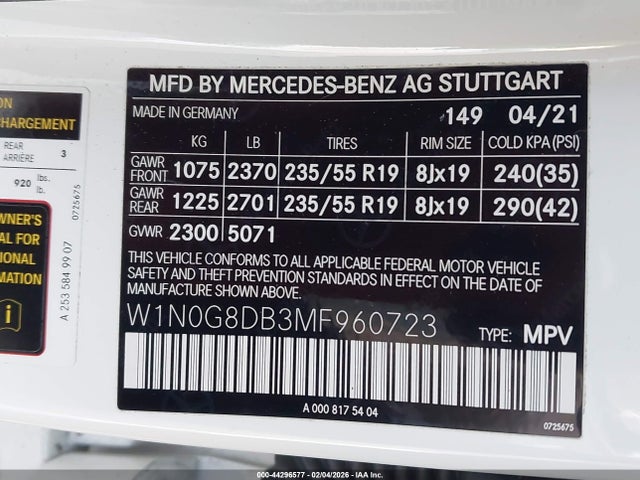 ON
CHARGEMENT
REAR
ARRIÈRE 3
920 lbs.
lb.
0725675
OWNER'S
AL FOR
IONAL
MATION
i
A 253 584 99 07
MFD BY MERCEDES-BENZ AG STUTTGART
MADE IN GERMANY 149 04/21
KG LB TIRES RIM SIZE COLD KPA(PSI)
GAWR FRONT 1075 2370 235/55 R19 8Jx19 240(35)
GAWR REAR 1225 2701 235/55 R19 8Jx19 290(42)
GVWR 2300 5071
THIS VEHICLE CONFORMS TO ALL APPLICABLE FEDERAL MOTOR VEHICLE
SAFETY AND THEFT PREVENTION STANDARDS IN EFFECT ON THE DATE OF
MANUFACTURE SHOWN ABOVE.
W1N0G8DB3MF960723 TYPE: MPV
A 000 817 54 04
0725675
000-44296577 - 02/04/2026 - IAA, Inc.